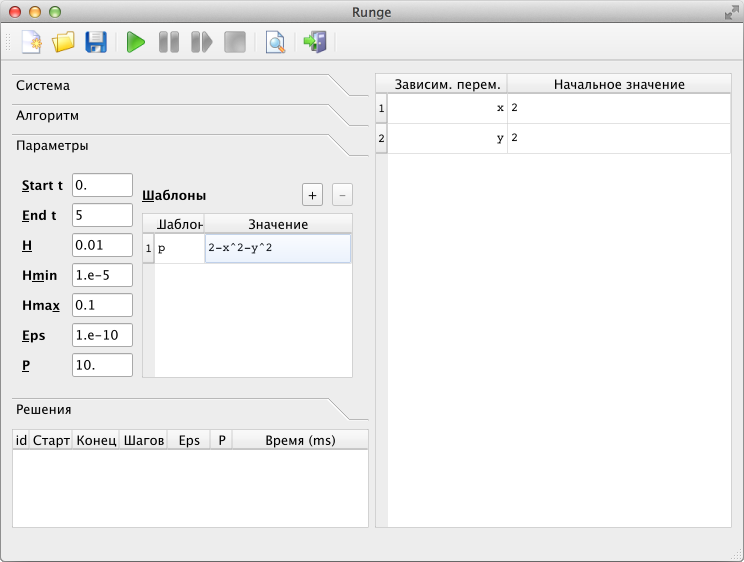 Runge
Система
Алгоритм
Параметры
Start t 0.
End t 5
H 0.01
Hmin 1.e-5
Hmax 0.1
Eps 1.e-10
P 10.
Шаблоны + -
Шаблон Значение
1 p 2-x^2-y^2
Решения
id Старт Конец Шагов Eps P Время (ms)
Зависим. перем. Начальное значение
1 x 2
2 y 2